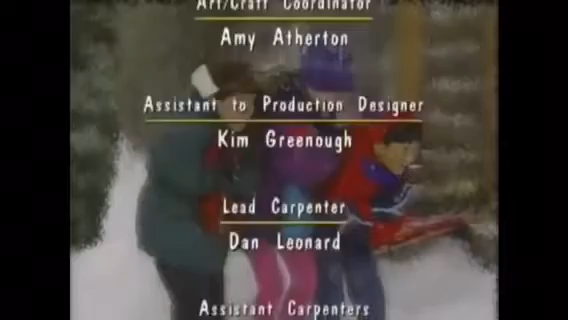 Art/Craft Coordinator
Amy Atherton
Assistant to Production Designer
Kim Greenough
Lead Carpenter
Dan Leonard
Assistant Carpenters